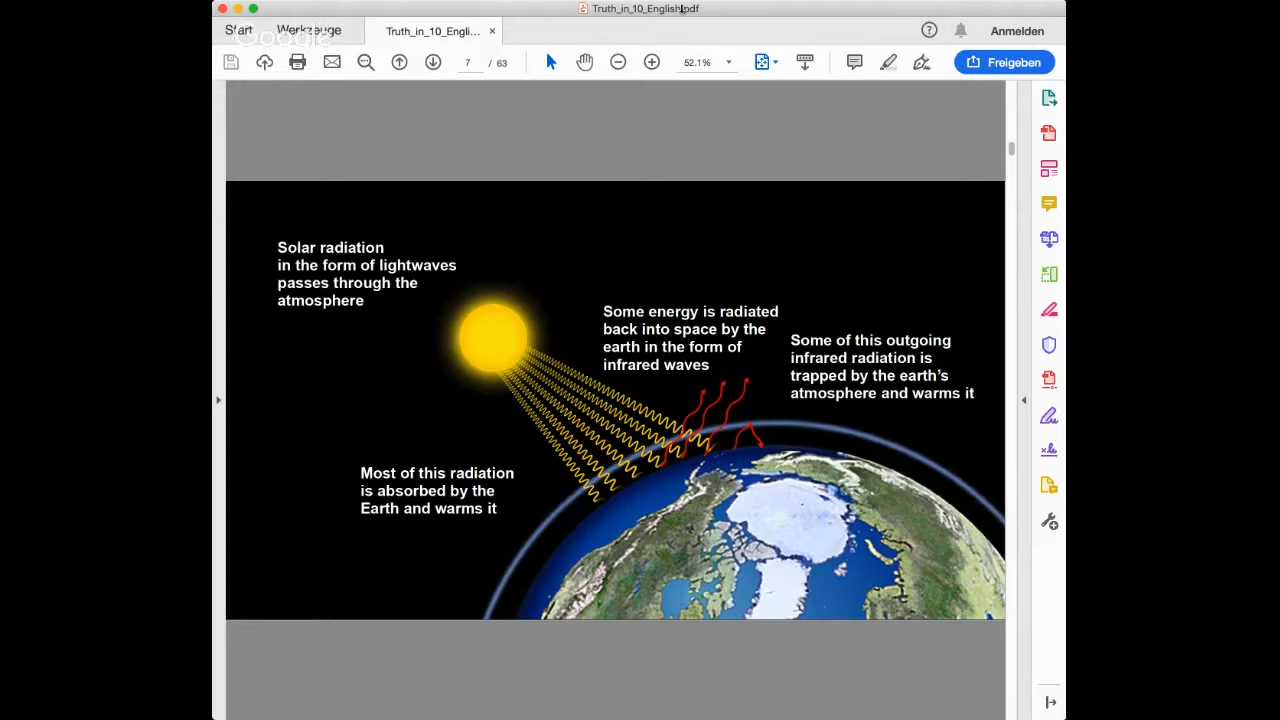 Truth_in_10_English.pdf
Start
Werkzeuge
Truth_in_10_Engli...
Anmelden
Google
7 / 63
52.1%
Freigeben
Solar radiation
in the form of lightwaves
passes through the
atmosphere
Some energy is radiated
back into space by the
earth in the form of
infrared waves
Some of this outgoing
infrared radiation is
trapped by the earth's
atmosphere and warms it
Most of this radiation
is absorbed by the
Earth and warms it